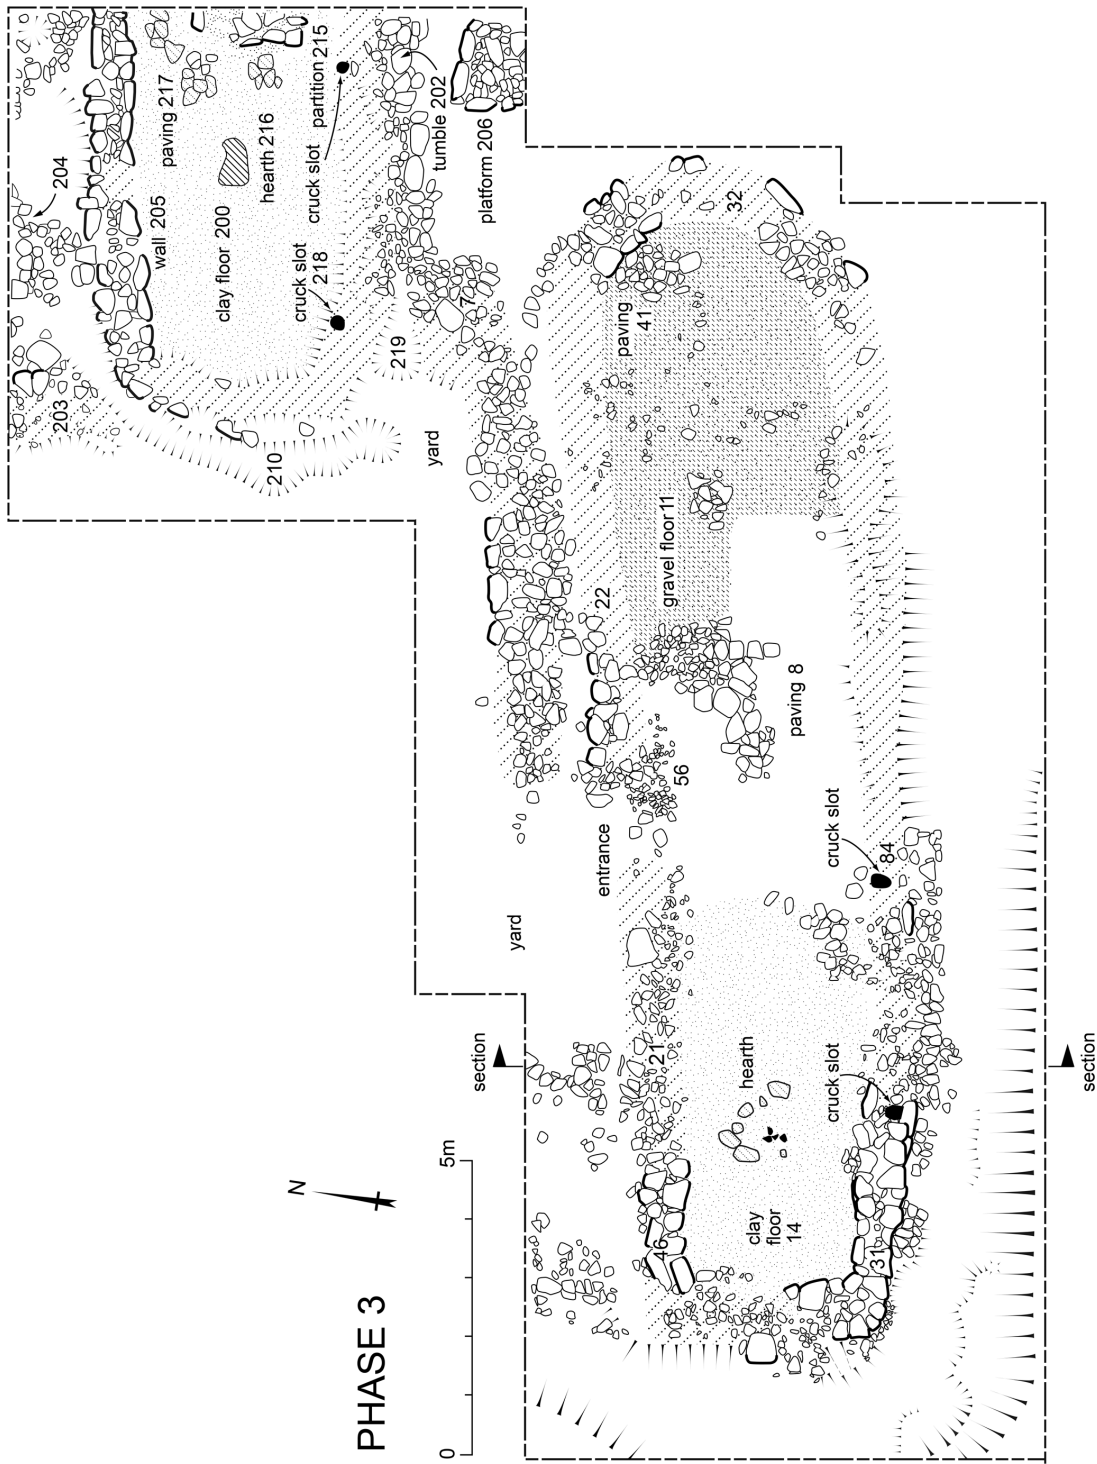 PHASE 3
N
0
5m
section
section
204
203
wall 205
paving 217
clay floor 200
hearth 216
cruck slot
218
cruck slot
partition 215
tumble 202
platform 206
7
219
210
yard
yard
32
paving
41
gravel floor 11
22
paving 8
56
entrance
cruck slot
84
21
hearth
cruck slot
46
clay
floor
14
31